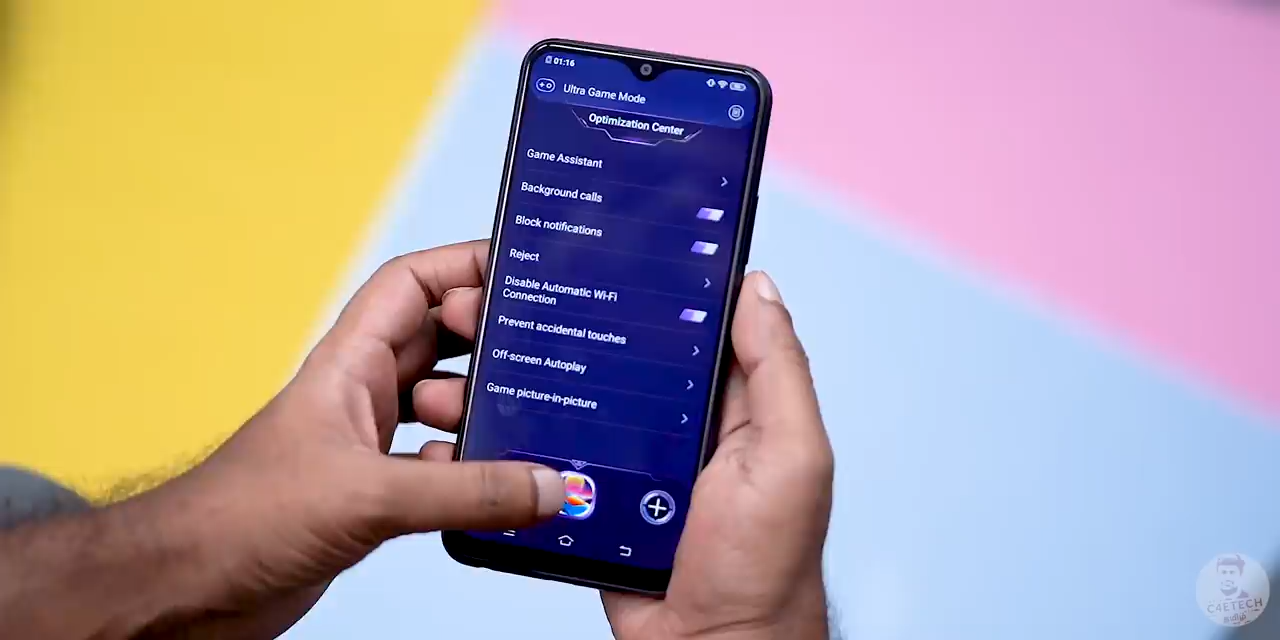 01:16
Ultra Game Mode
Optimization Center
Game Assistant
Background calls
Block notifications
Reject
Disable Automatic Wi-Fi
Connection
Prevent accidental touches
Off-screen Autoplay
Game picture-in-picture
C4ETECH
தமிழ்